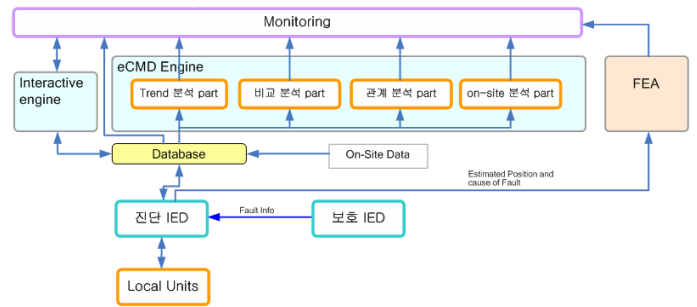 Monitoring
eCMD Engine
Interactive
engine
Trend 분석 part
비교 분석 part
관계 분석 part
on-site 분석 part
FEA
Database
On-Site Data
Estimated Position and
cause of Fault
진단 IED
Fault Info
보호 IED
Local Units